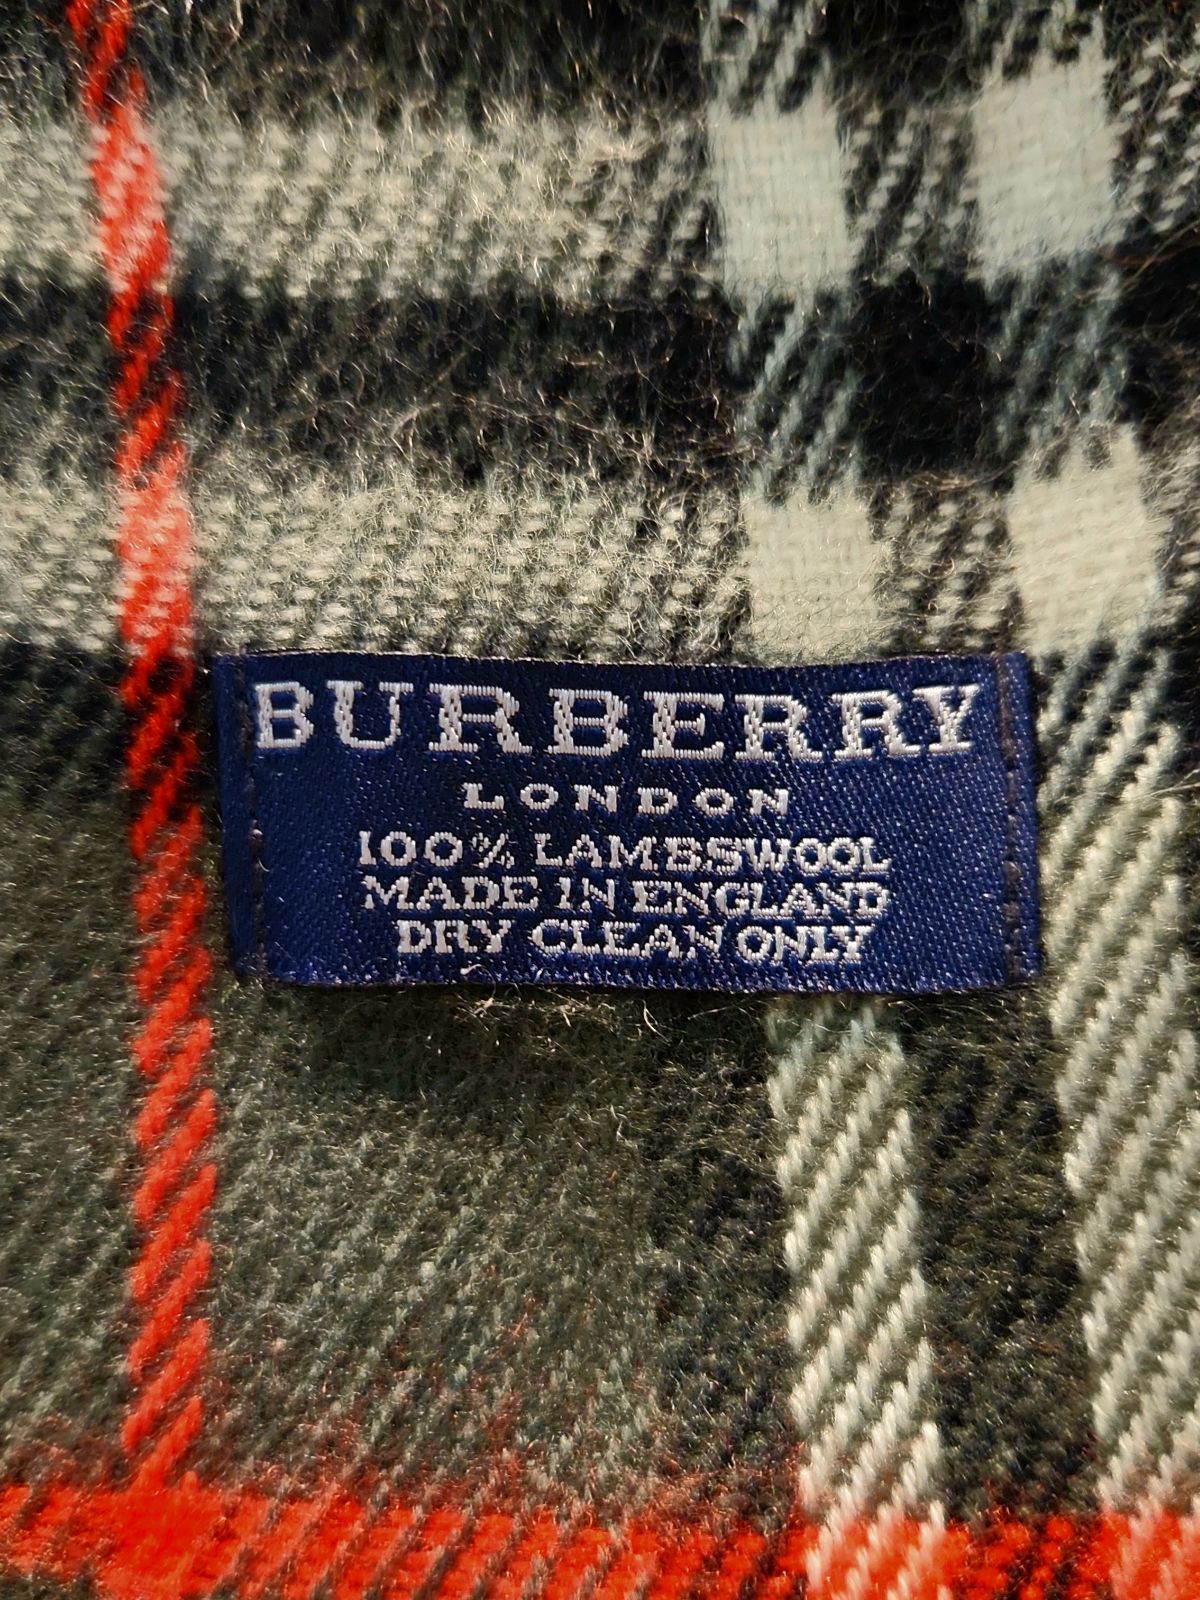 BURBERRY
LONDON
100% LAMBSWOOL
MADE IN ENGLAND
DRY CLEAN ONLY